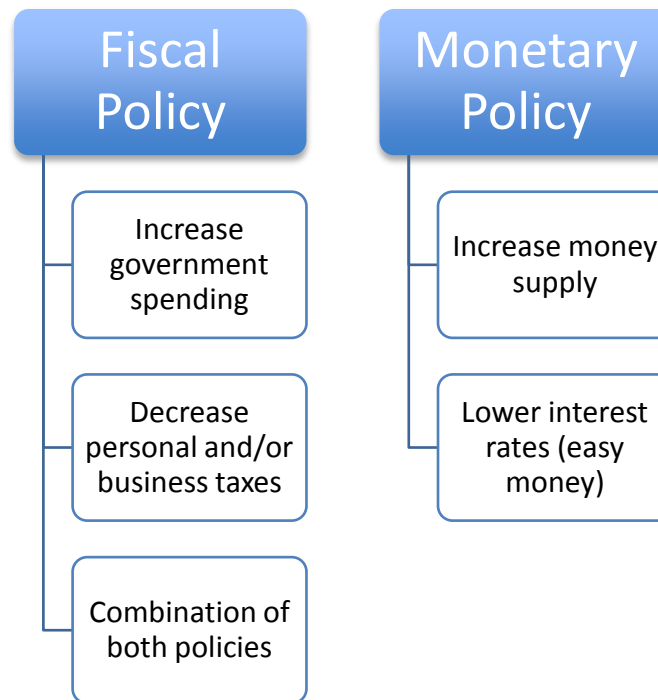 Fiscal
Policy
Increase
government
spending
Decrease
personal and/or
business taxes
Combination of
both policies
Monetary
Policy
Increase money
supply
Lower interest
rates (easy
money)